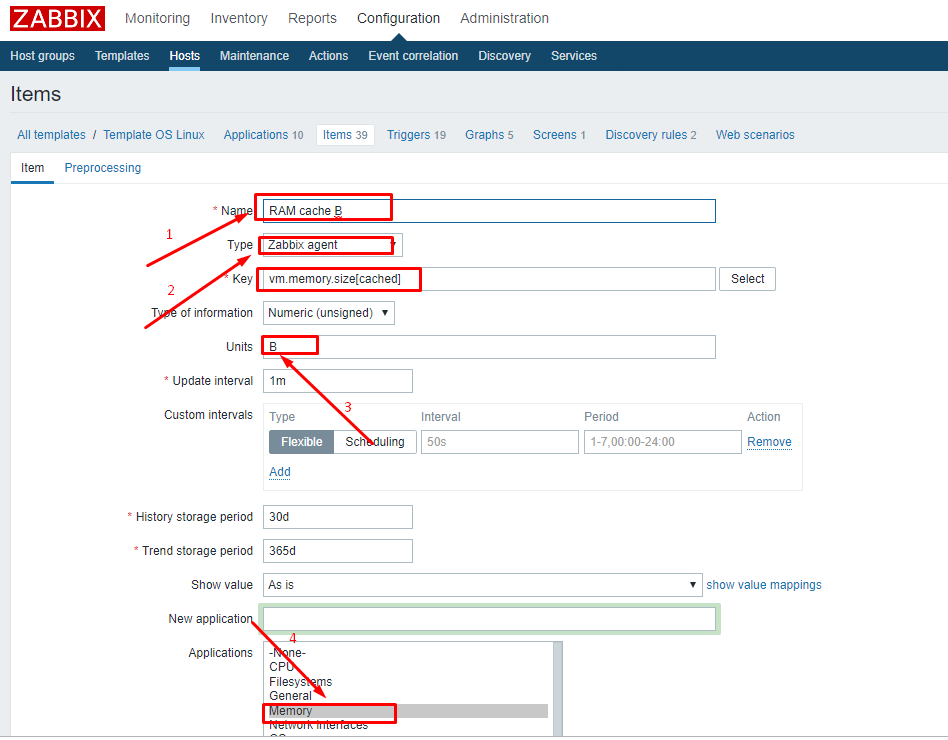 ZABBIX Monitoring Inventory Reports Configuration Administration
Host groups Templates Hosts Maintenance Actions Event correlation Discovery Services
Items
All templates / Template OS Linux Applications 10 Items 39 Triggers 19 Graphs 5 Screens 1 Discovery rules 2 Web scenarios
Item Preprocessing
* Name RAM cache B
1
Type Zabbix agent
* Key vm.memory.size[cached] Select
2
Type of information Numeric (unsigned)
Units B
* Update interval 1m
3
Custom intervals Type Interval Period Action
Flexible Scheduling 50s 1-7,00:00-24:00 Remove
Add
* History storage period 30d
* Trend storage period 365d
Show value As is show value mappings
New application
4
Applications -None-
CPU
Filesystems
General
Memory
Network interfaces